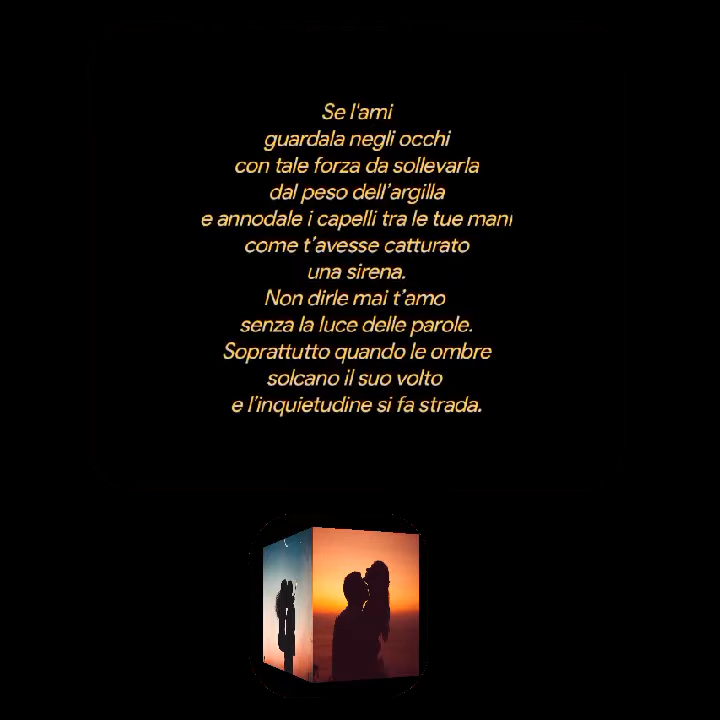 Se l'ami
guardala negli occhi
con tale forza da sollevarla
dal peso dell’argilla
e annodale i capelli tra le tue mani
come t’avesse catturato
una sirena.
Non dirle mai t’amo
senza la luce delle parole.
Soprattutto quando le ombre
solcano il suo volto
e l’inquietudine si fa strada.